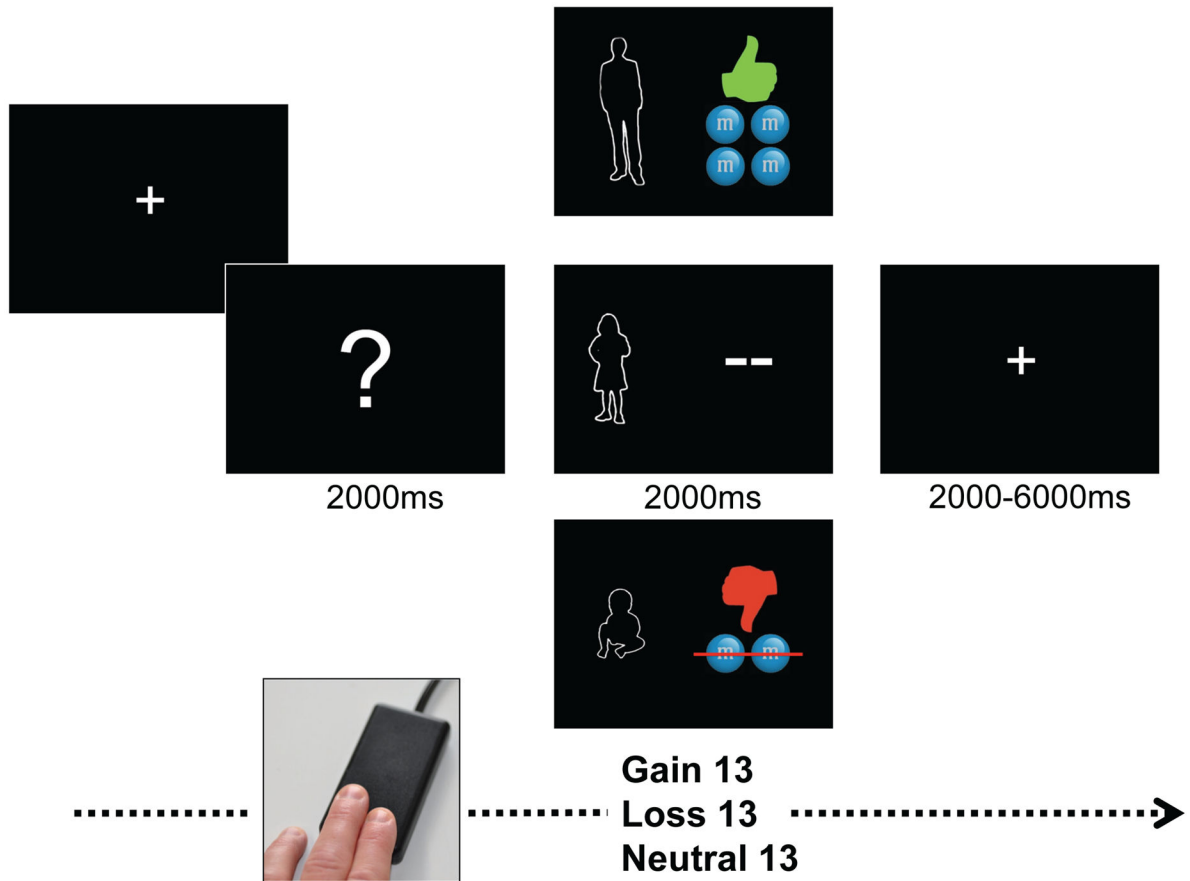 m m
m m
+
?
--
+
2000ms
2000ms
2000-6000ms
m m
Gain 13
Loss 13
Neutral 13